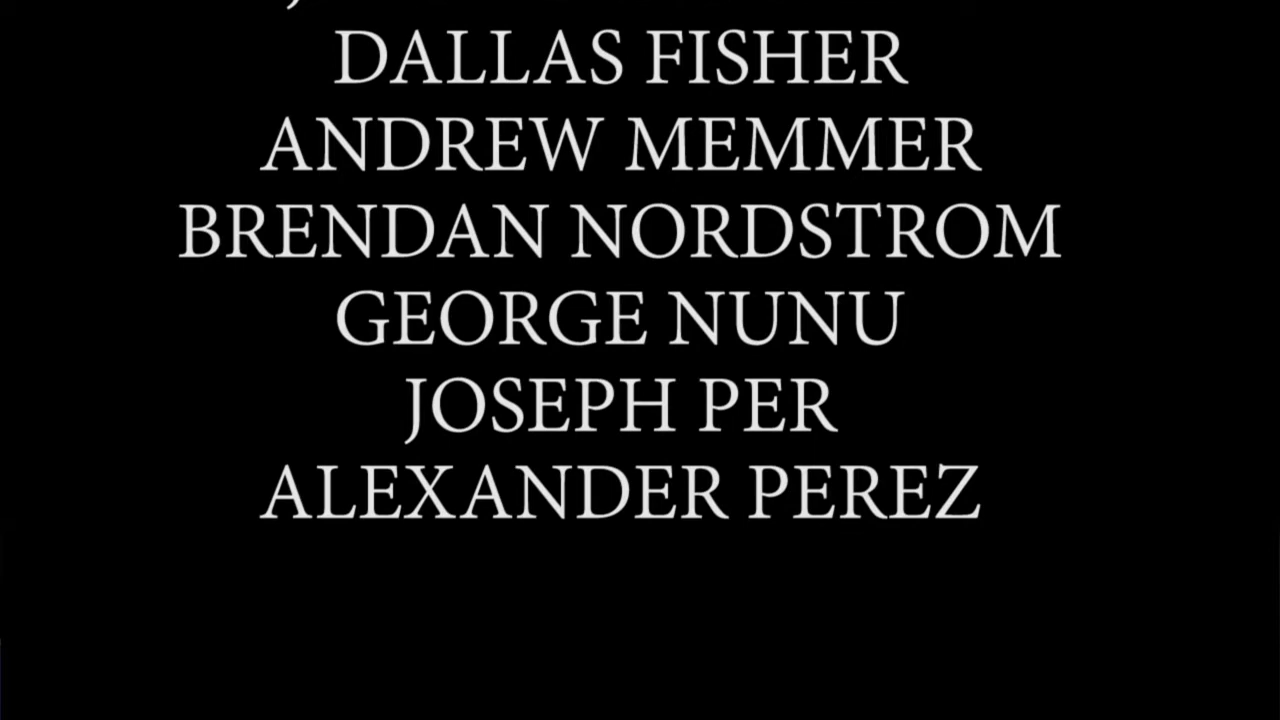 DALLAS FISHER
ANDREW MEMMER
BRENDAN NORDSTROM
GEORGE NUNU
JOSEPH PER
ALEXANDER PEREZ